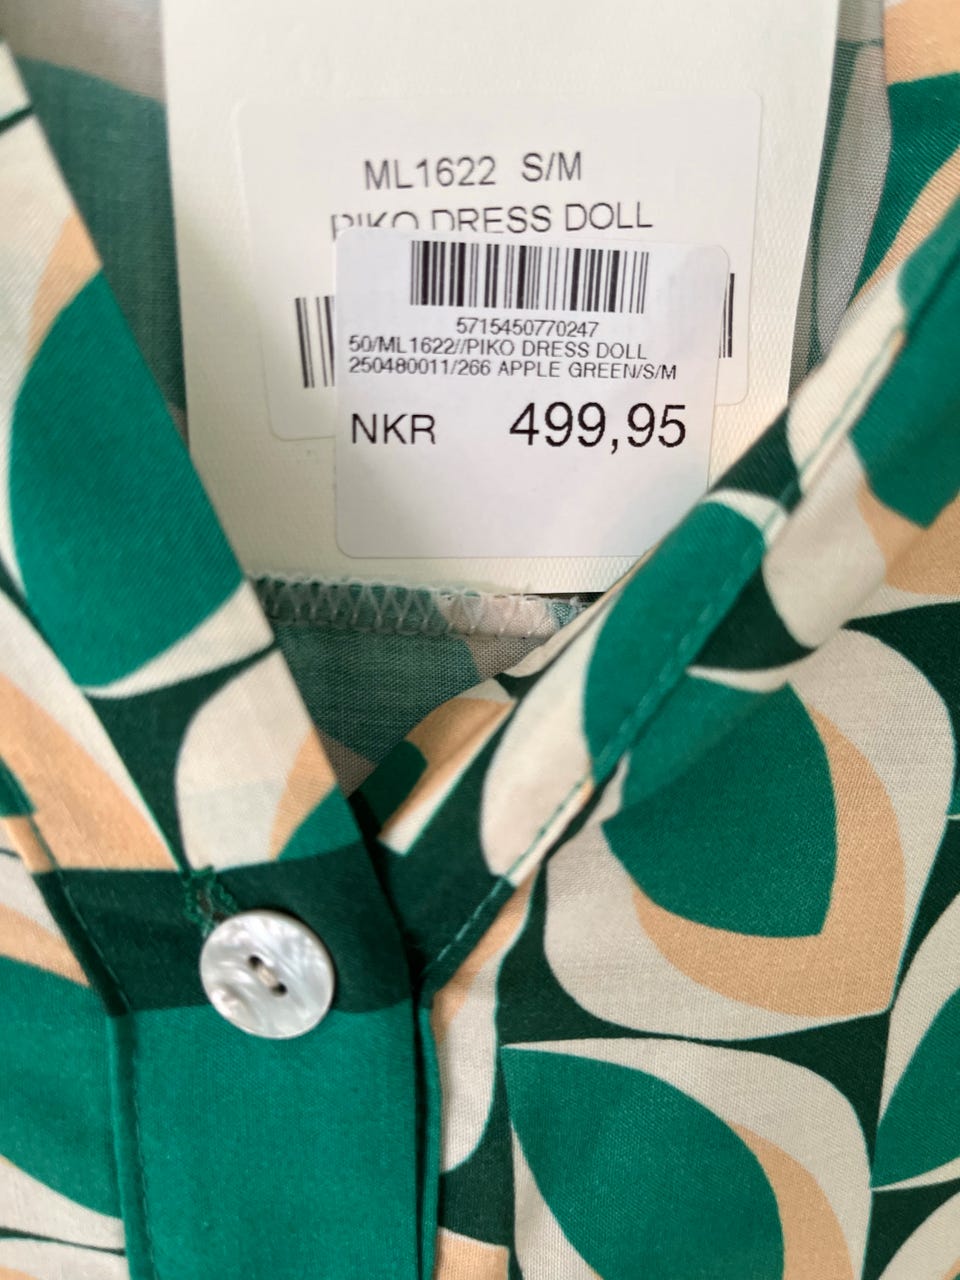 ML1622 S/M
PIKO DRESS DOLL
5715450770247
50/ML1622//PIKO DRESS DOLL
250480011/266 APPLE GREEN/S/M
NKR 499,95